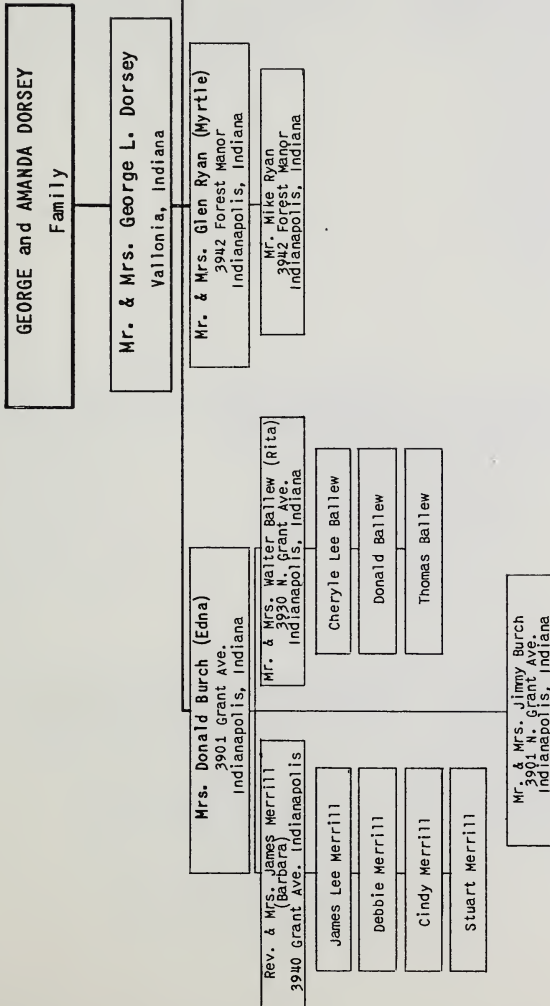 GEORGE and AMANDA DORSEY
Family
Mr. & Mrs. George L. Dorsey
Vallonia, Indiana
Mrs. Donald Burch (Edna)
3901 Grant Ave.
Indianapolis, Indiana
Mr. & Mrs. Glen Ryan (Myrtle)
3942 Forest Manor
Indianapolis, Indiana
Rev. & Mrs. James Merrill
(Barbara)
3940 Grant Ave. Indianapolis
James Lee Merrill
Debbie Merrill
Cindy Merrill
Stuart Merrill
Mr. & Mrs. Walter Ballew (Rita)
3930 N. Grant Ave.
Indianapolis, Indiana
Cheryle Lee Ballew
Donald Ballew
Thomas Ballew
Mr. Mike Ryan
3942 Forest Manor
Indianapolis, Indiana
Mr. & Mrs. Jimmy Burch
3901 N. Grant Ave.
Indianapolis, Indiana